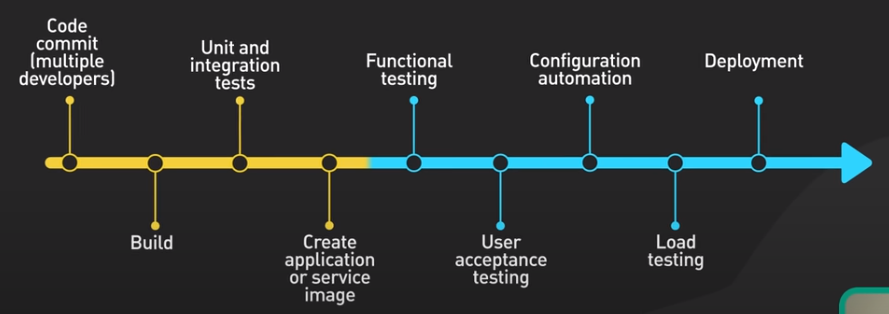 Code
commit
(multiple
developers)
Build
Unit and
integration
tests
Create
application
or service
image
Functional
testing
User
acceptance
testing
Configuration
automation
Load
testing
Deployment